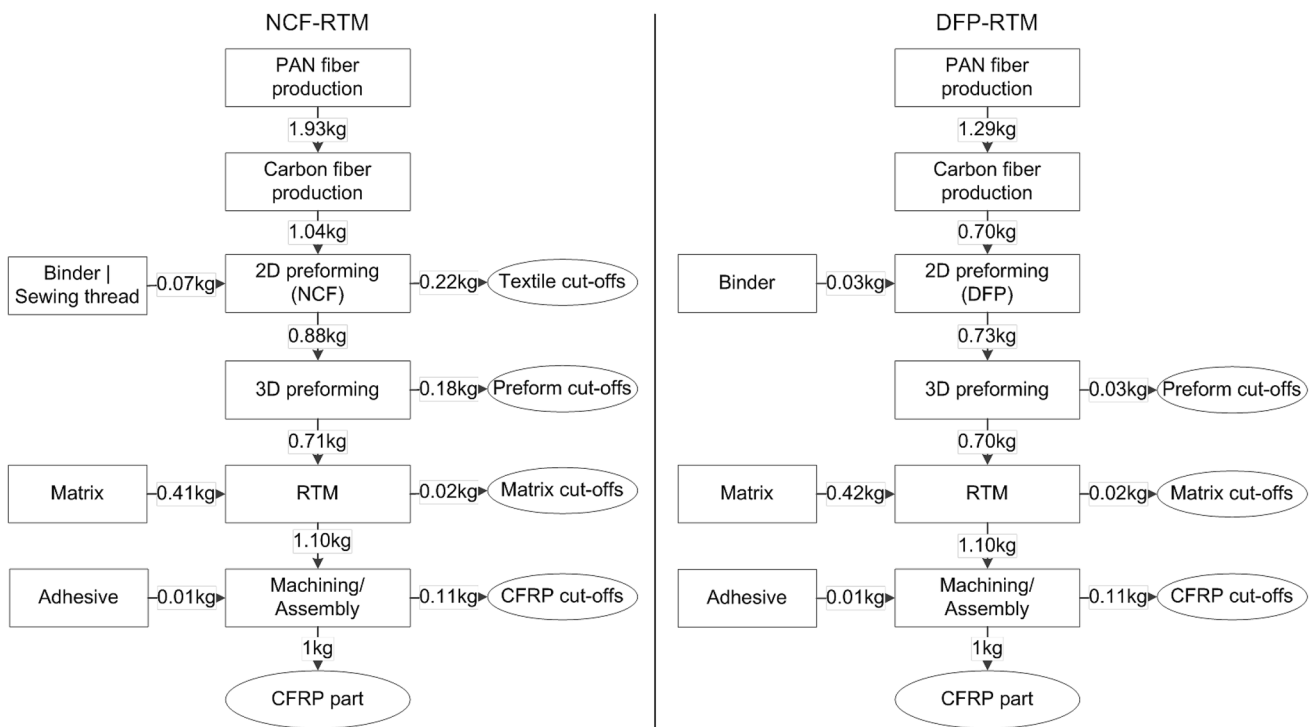 NCF-RTM
PAN fiber
production
1.93kg
Carbon fiber
production
1.04kg
Binder |
Sewing thread
0.07kg
2D preforming
(NCF)
0.22kg
Textile cut-offs
0.88kg
3D preforming
0.18kg
Preform cut-offs
0.71kg
Matrix
0.41kg
RTM
0.02kg
Matrix cut-offs
1.10kg
Adhesive
0.01kg
Machining/
Assembly
0.11kg
CFRP cut-offs
1kg
CFRP part
DFP-RTM
PAN fiber
production
1.29kg
Carbon fiber
production
0.70kg
Binder
0.03kg
2D preforming
(DFP)
0.73kg
3D preforming
0.03kg
Preform cut-offs
0.70kg
Matrix
0.42kg
RTM
0.02kg
Matrix cut-offs
1.10kg
Adhesive
0.01kg
Machining/
Assembly
0.11kg
CFRP cut-offs
1kg
CFRP part